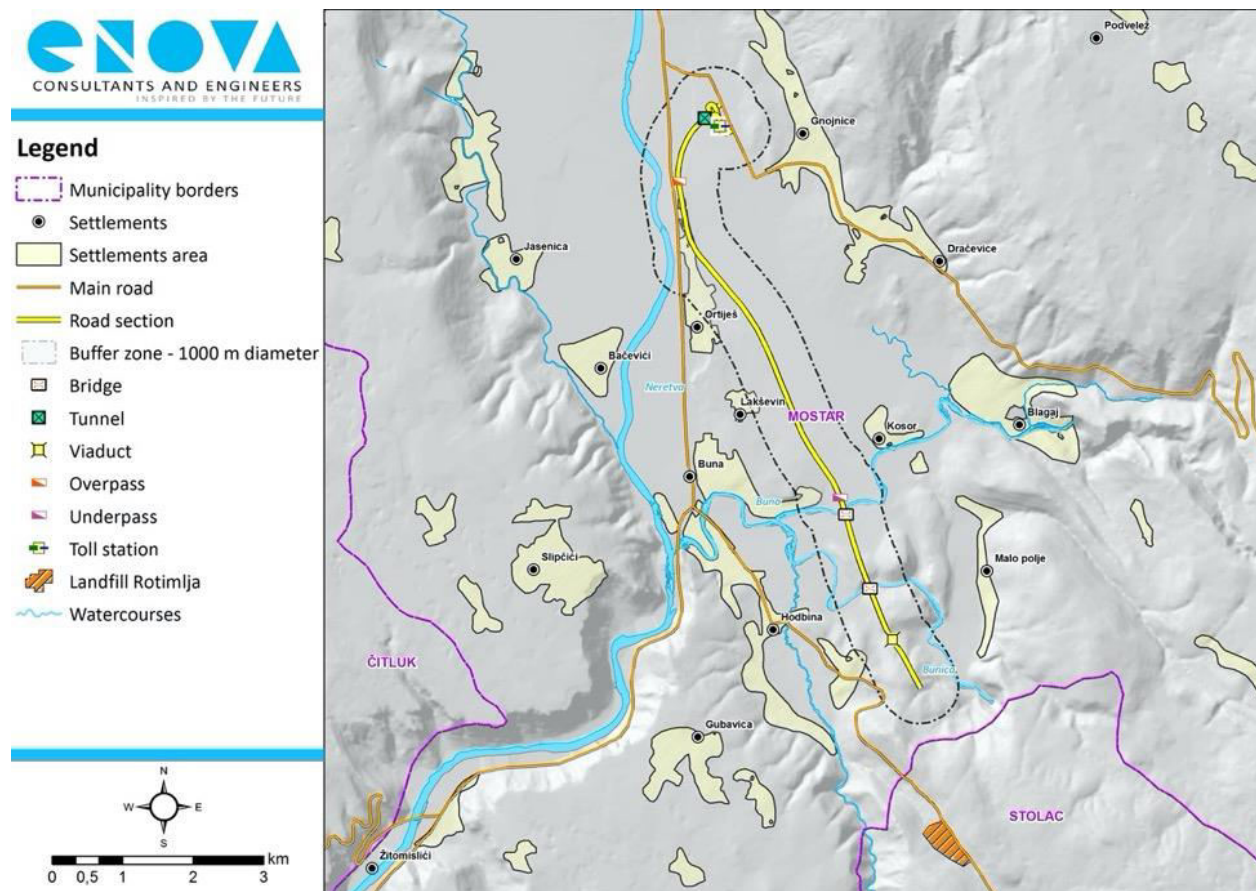 ENOVA
CONSULTANTS AND ENGINEERS
INSPIRED BY THE FUTURE
Legend
Municipality borders
Settlements
Settlements area
Main road
Road section
Buffer zone - 1000 m diameter
Bridge
Tunnel
Viaduct
Overpass
Underpass
Toll station
Landfill Rotimlja
Watercourses
N
W E
S
km
0 0,5 1 2 3
Podvelež
Gnojnice
Jasenica
Dračevice
Ortiješ
Bačevići
Neretva
Lakševin
MOSTAR
Kosor
Blagaj
Buna
Buna
Slipčići
Malo polje
Hodbina
ČITLUK
Bunica
Gubavica
STOLAC
Žitomislići